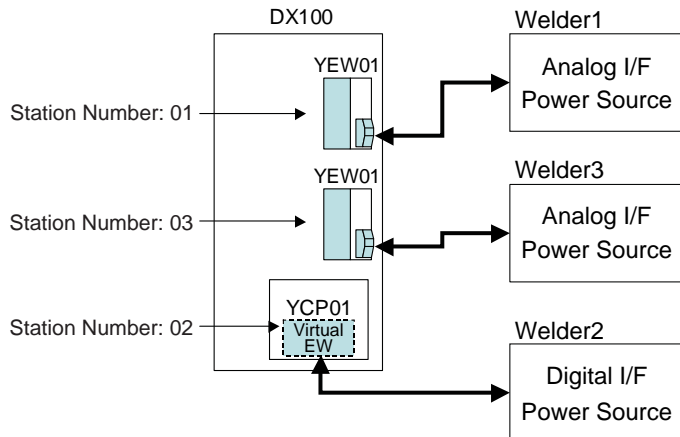 DX100
Welder1
YEW01
Analog I/F
Power Source
Station Number: 01
YEW01
Welder3
Analog I/F
Power Source
Station Number: 03
YCP01
Virtual
EW
Station Number: 02
Welder2
Digital I/F
Power Source